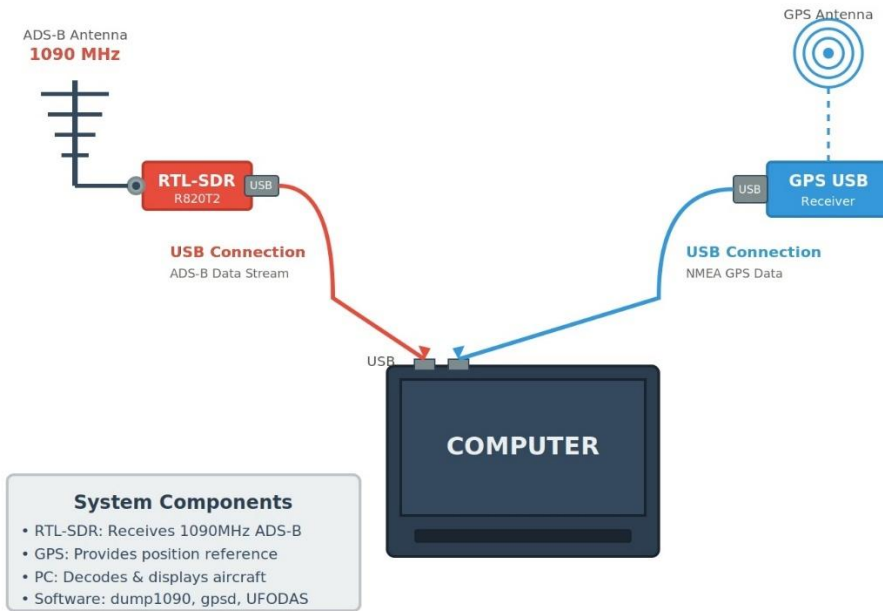 ADS-B Antenna
1090 MHz
GPS Antenna
RTL-SDR
R820T2
USB
USB
GPS USB
Receiver
USB Connection
ADS-B Data Stream
USB Connection
NMEA GPS Data
USB
COMPUTER
System Components
• RTL-SDR: Receives 1090MHz ADS-B
• GPS: Provides position reference
• PC: Decodes & displays aircraft
• Software: dump1090, gpsd, UFODAS